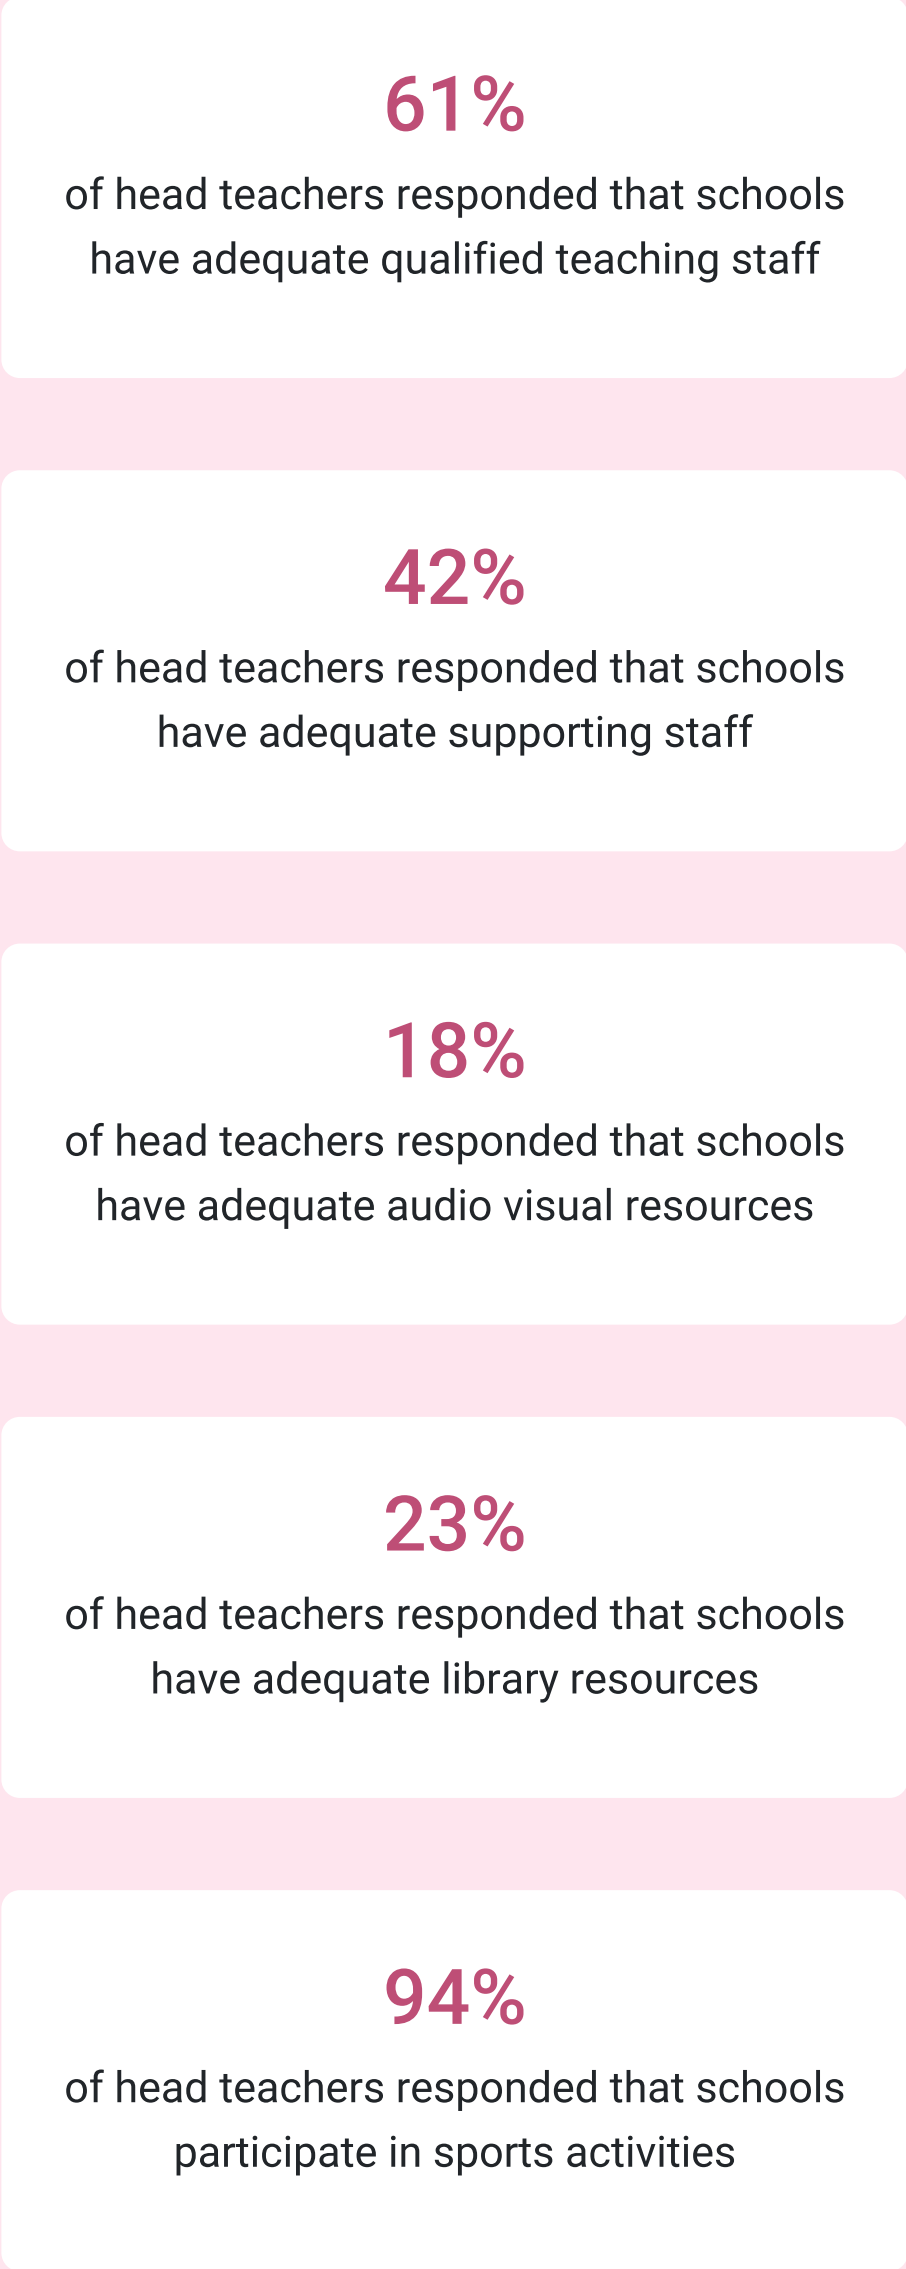 61%
of head teachers responded that schools
have adequate qualified teaching staff
42%
of head teachers responded that schools
have adequate supporting staff
18%
of head teachers responded that schools
have adequate audio visual resources
23%
of head teachers responded that schools
have adequate library resources
94%
of head teachers responded that schools
participate in sports activities